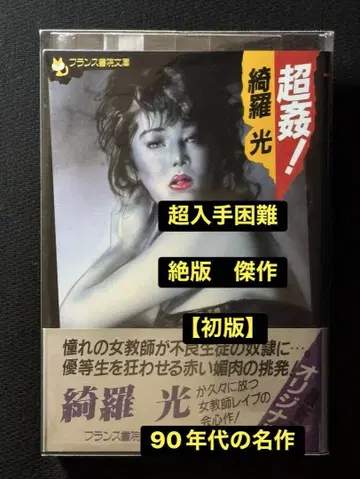 フランス書院文庫
超姦!
綺羅 光
超入手困難
絶版 傑作
【初版】
憧れの女教師が不良生徒の奴隷に…
優等生を狂わせる赤い媚肉の挑発!
綺羅 光
が久々に放つ
女教師レイプの
会心作!
オリジナ
フランス書院
90年代の名作